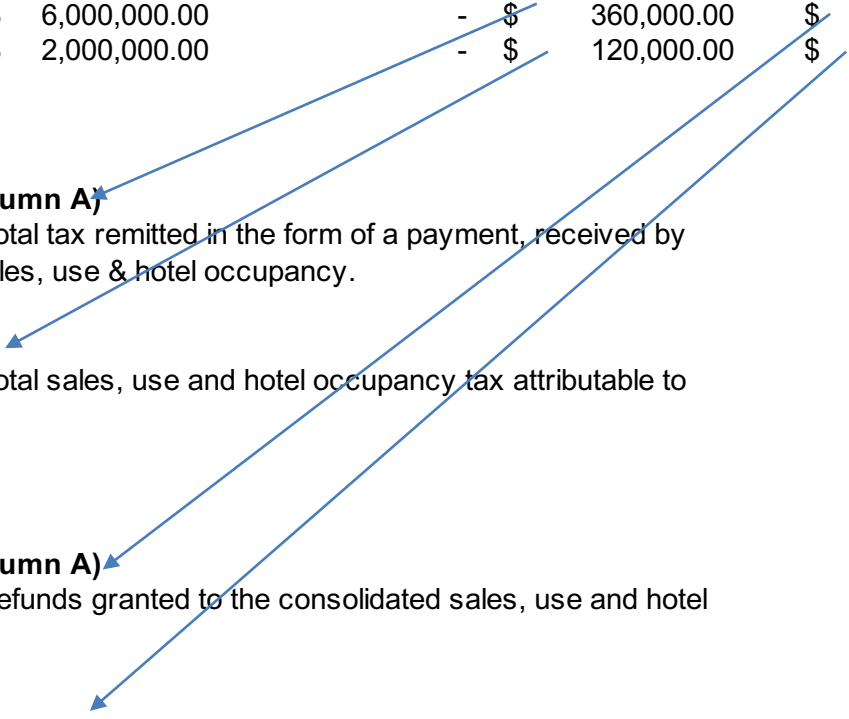 6,000,000.00 - $ 360,000.00 $
2,000,000.00 - $ 120,000.00 $
umn A)
otal tax remitted in the form of a payment, received by
les, use & hotel occupancy.
otal sales, use and hotel occupancy tax attributable to
umn A)
efunds granted to the consolidated sales, use and hotel